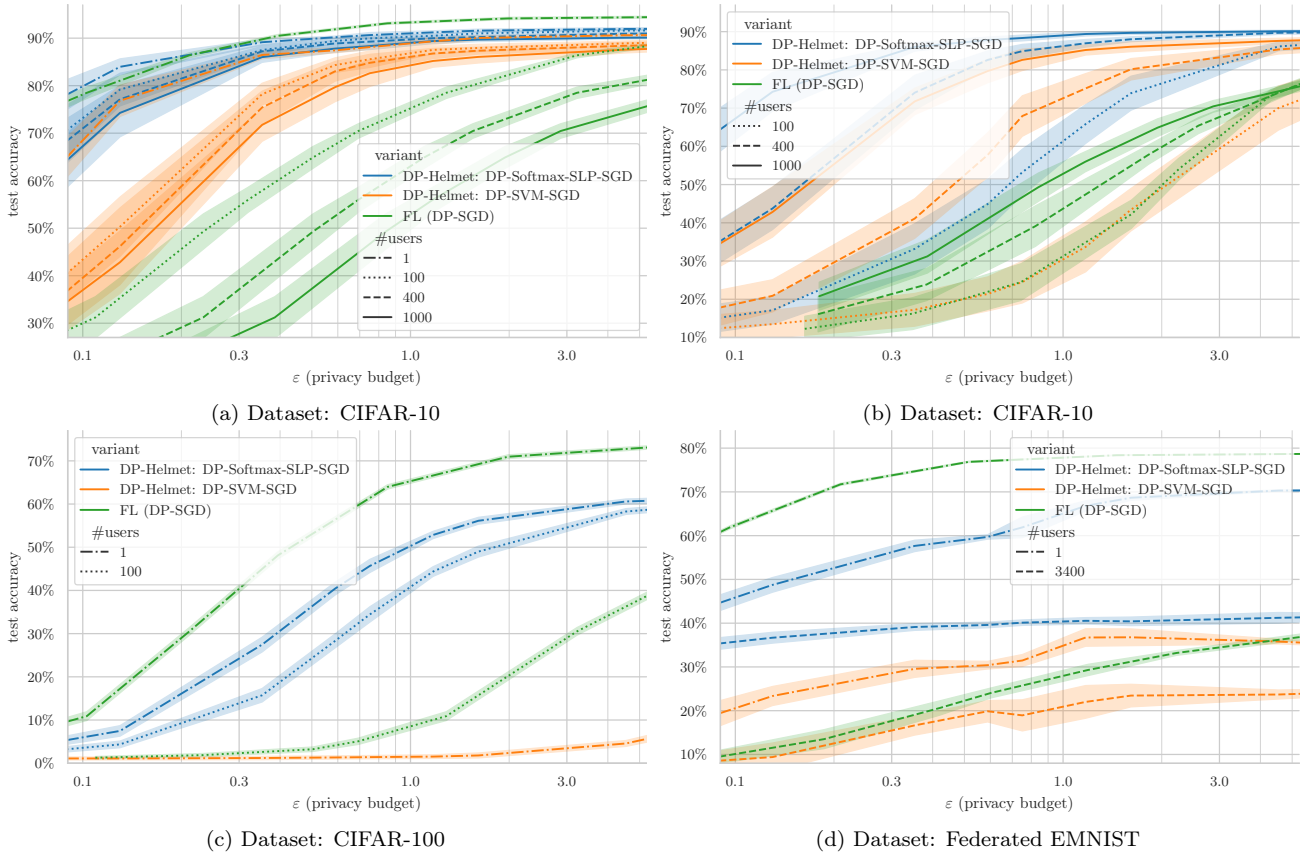 90%
80%
70%
60%
50%
40%
30%
test accuracy
0.1
0.3
1.0
3.0
ε (privacy budget)
variant
DP-Helmet: DP-Softmax-SLP-SGD
DP-Helmet: DP-SVM-SGD
FL (DP-SGD)
#users
1
100
400
1000
(a) Dataset: CIFAR-10
90%
80%
70%
60%
50%
40%
30%
20%
10%
test accuracy
0.1
0.3
1.0
3.0
ε (privacy budget)
variant
DP-Helmet: DP-Softmax-SLP-SGD
DP-Helmet: DP-SVM-SGD
FL (DP-SGD)
#users
100
400
1000
(b) Dataset: CIFAR-10
70%
60%
50%
40%
30%
20%
10%
0%
test accuracy
0.1
0.3
1.0
3.0
ε (privacy budget)
variant
DP-Helmet: DP-Softmax-SLP-SGD
DP-Helmet: DP-SVM-SGD
FL (DP-SGD)
#users
1
100
(c) Dataset: CIFAR-100
80%
70%
60%
50%
40%
30%
20%
10%
test accuracy
0.1
0.3
1.0
3.0
ε (privacy budget)
variant
DP-Helmet: DP-Softmax-SLP-SGD
DP-Helmet: DP-SVM-SGD
FL (DP-SGD)
#users
1
3400
(d) Dataset: Federated EMNIST